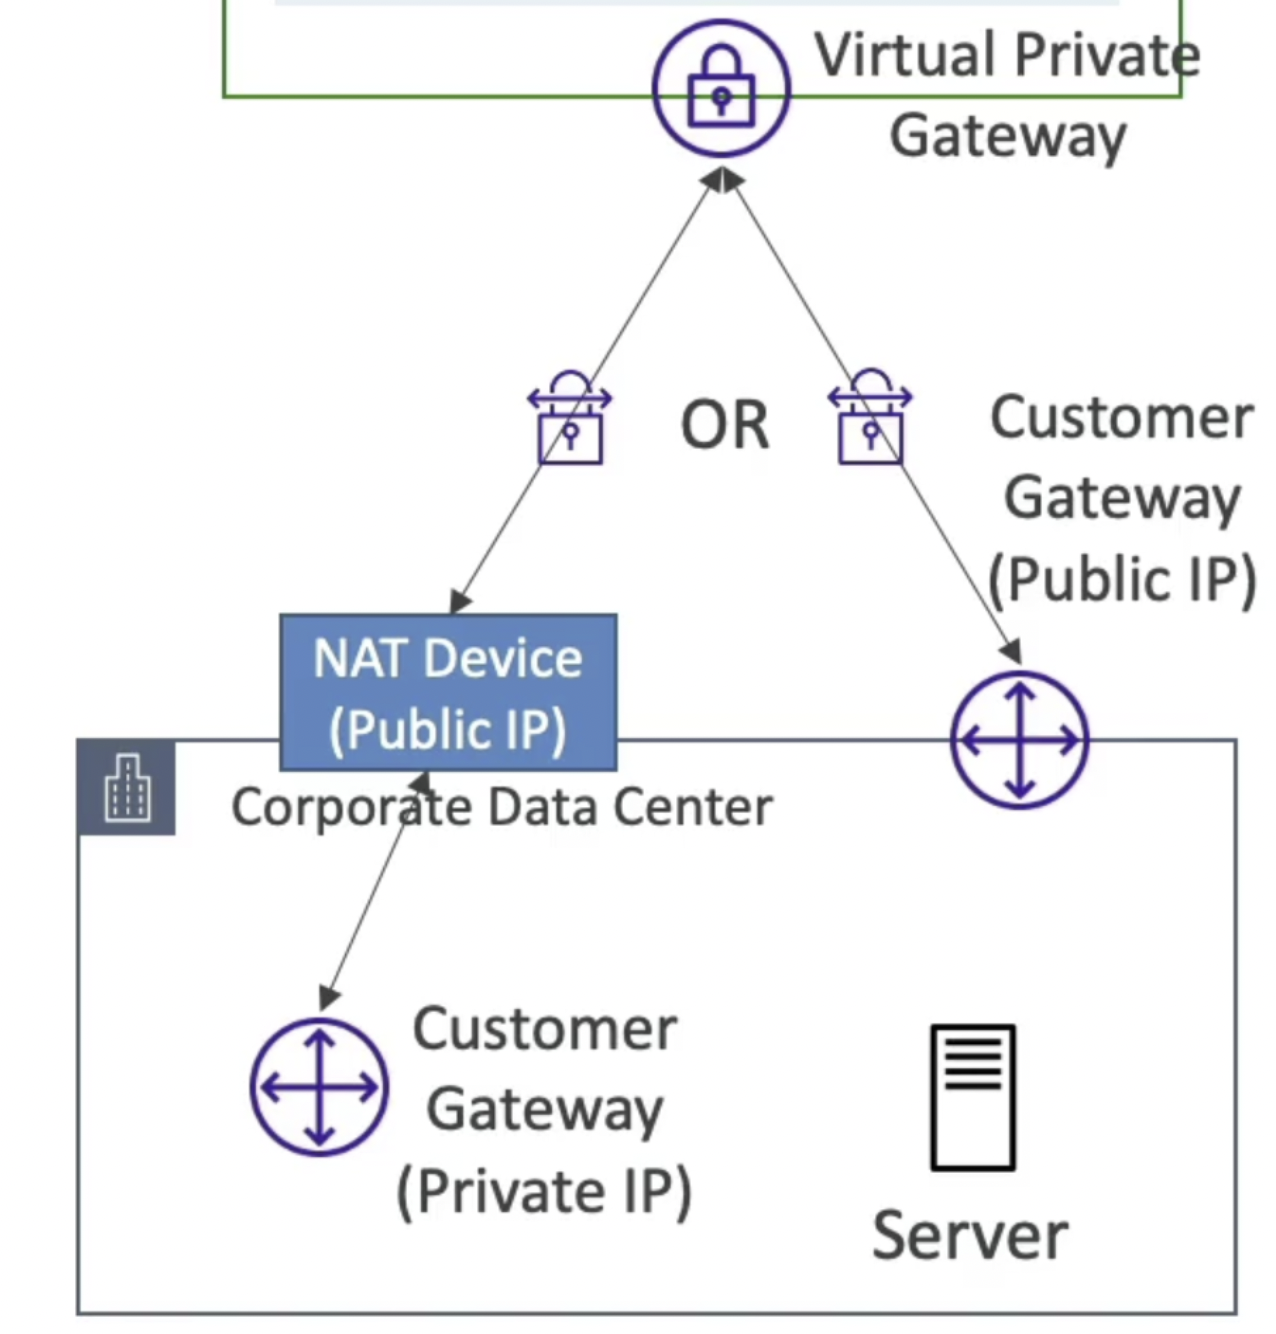 Virtual Private
Gateway
OR
Customer
Gateway
(Public IP)
NAT Device
(Public IP)
Corporate Data Center
Customer
Gateway
(Private IP)
Server